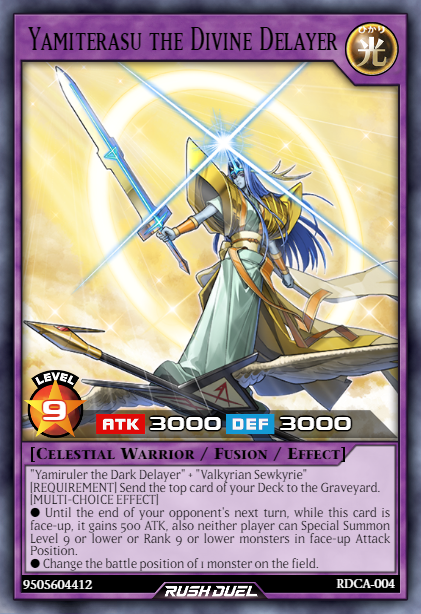 Yamiterasu the Divine Delayer
ひかり
光
LEVEL
9
ATK 3000 DEF 3000
[Celestial Warrior / Fusion / Effect]
"Yamiruler the Dark Delayer" + "Valkyrian Sewkyrie"
[REQUIREMENT] Send the top card of your Deck to the Graveyard.
[MULTI-CHOICE EFFECT]
● Until the end of your opponent's next turn, while this card is
face-up, it gains 500 ATK, also neither player can Special Summon
Level 9 or lower or Rank 9 or lower monsters in face-up Attack
Position.
● Change the battle position of 1 monster on the field.
9505604412
RUSH DUEL
RDCA-004